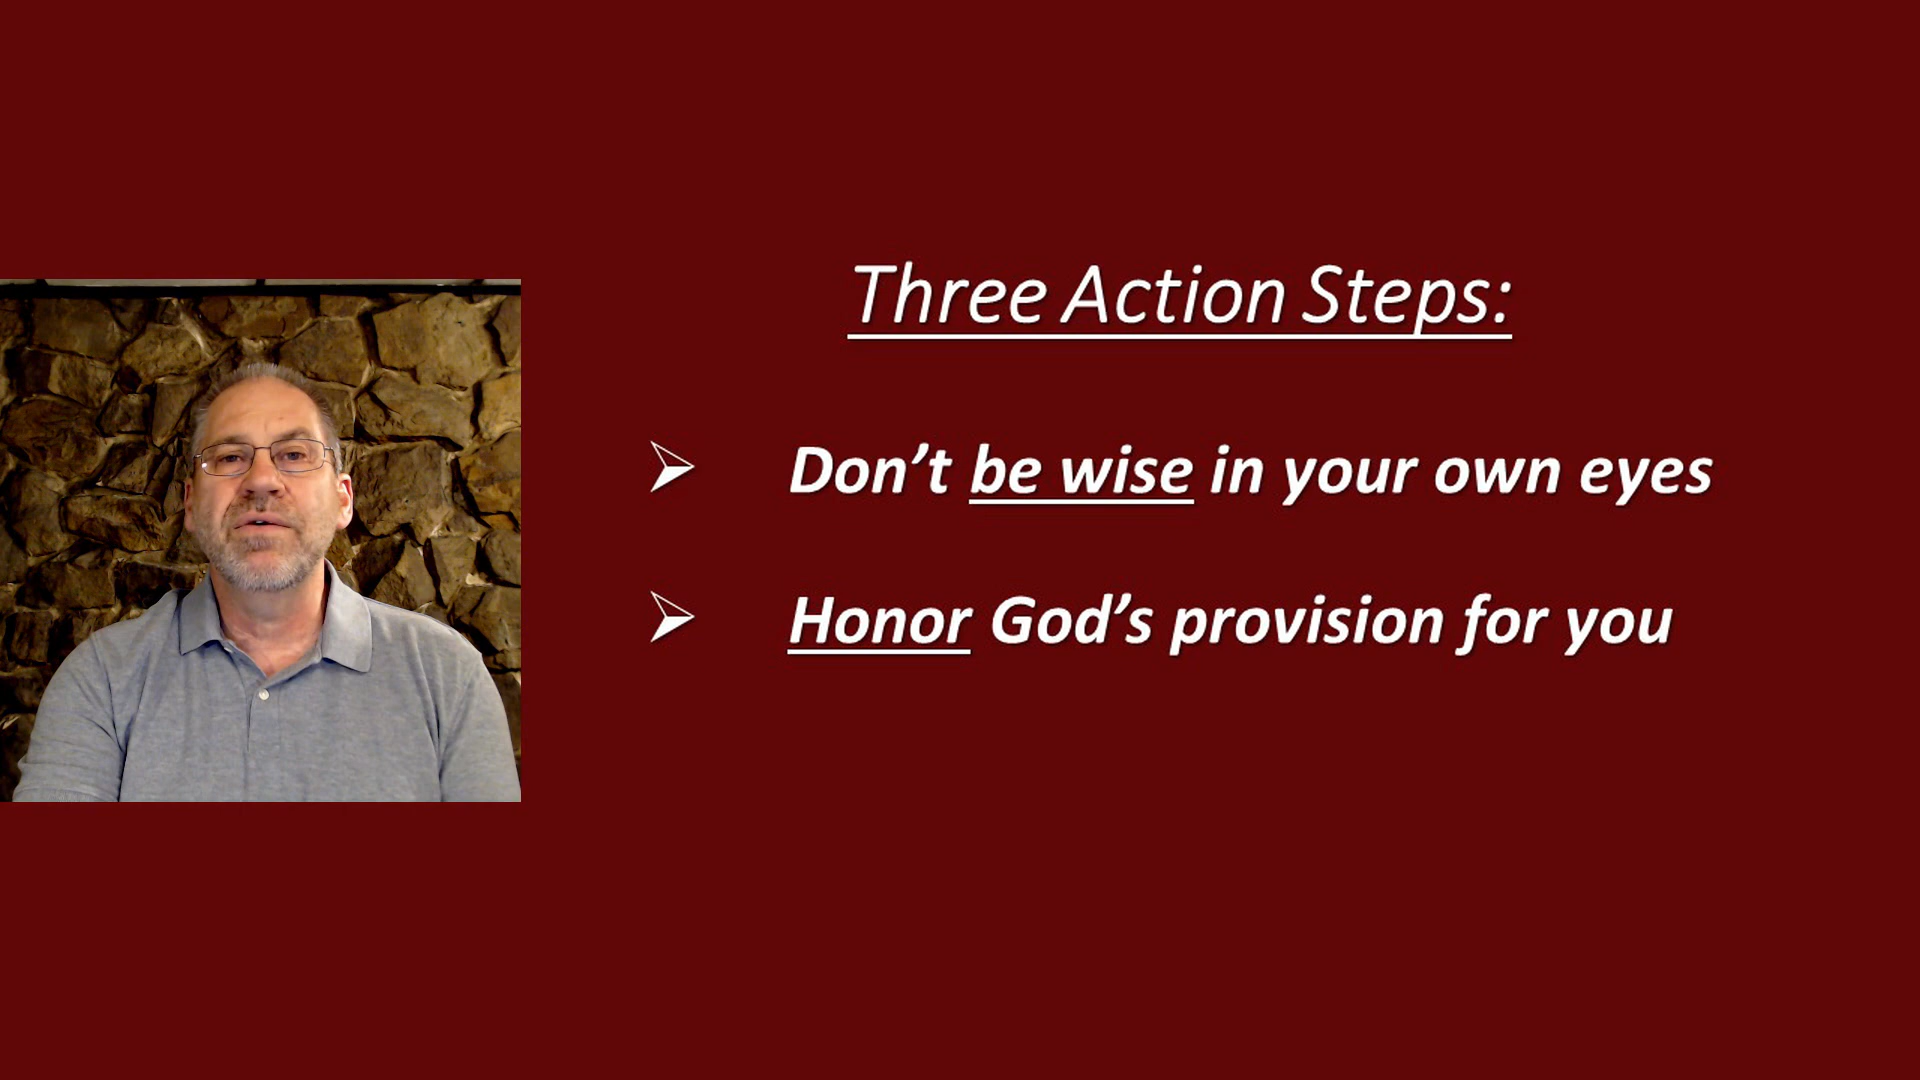 Three Action Steps:
Don’t be wise in your own eyes
Honor God’s provision for you